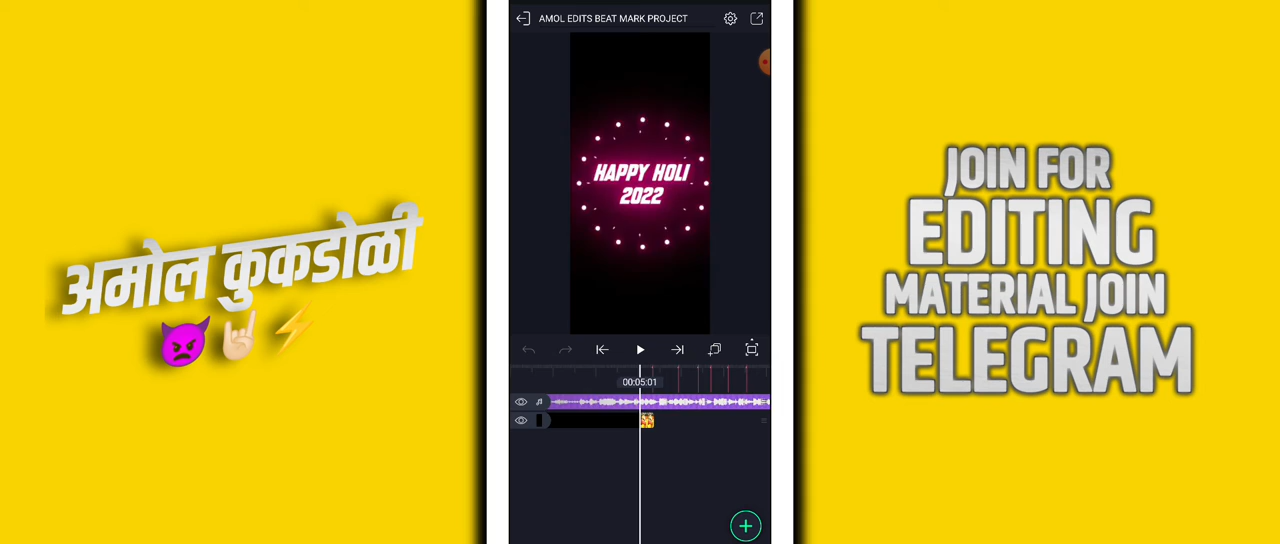 AMOL EDITS BEAT MARK PROJECT
HAPPY HOLI
2022
00:05:01
अमोल कुकडोळी
JOIN FOR
EDITING
MATERIAL JOIN
TELEGRAM